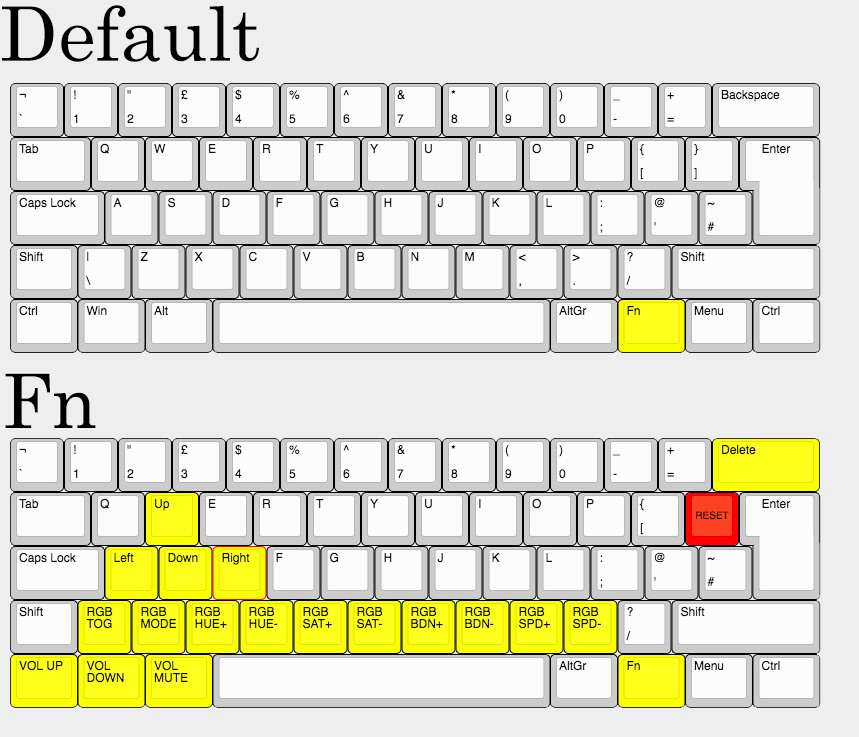 Default
¬ ! " £ $ % ^ & * ( ) _ + Backspace
` 1 2 3 4 5 6 7 8 9 0 - =
Tab Q W E R T Y U I O P { } Enter
[ ]
Caps Lock A S D F G H J K L : @ ~
; ' #
Shift | Z X C V B N M < > ? Shift
\ , . /
Ctrl Win Alt AltGr Fn Menu Ctrl
Fn
¬ ! " £ $ % ^ & * ( ) _ + Delete
` 1 2 3 4 5 6 7 8 9 0 - =
Tab Q Up E R T Y U I O P { RESET Enter
[
Caps Lock Left Down Right F G H J K L : @ ~
; ' #
Shift RGB RGB RGB RGB RGB RGB RGB RGB RGB RGB ? Shift
TOG MODE HUE+ HUE- SAT+ SAT- BDN+ BDN- SPD+ SPD- /
VOL UP VOL VOL AltGr Fn Menu Ctrl
DOWN MUTE